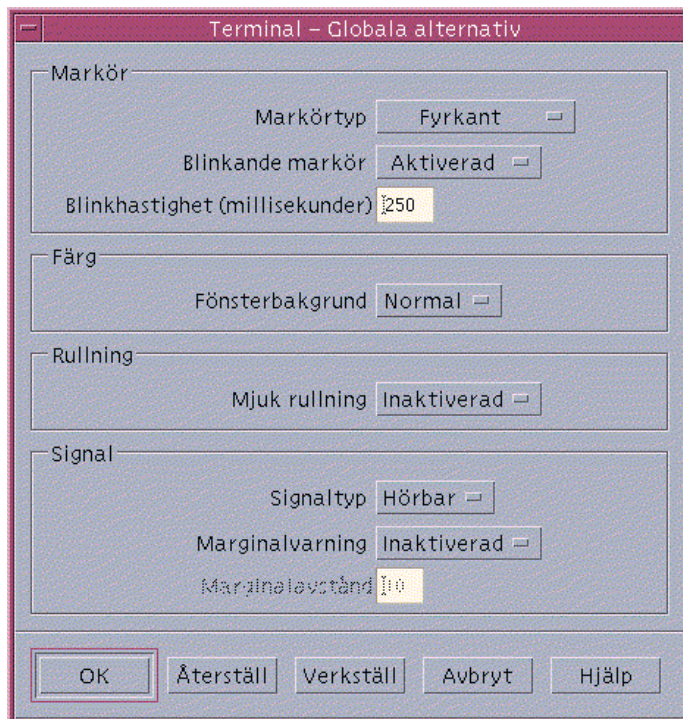 Terminal – Globala alternativ
Markör
Markörtyp Fyrkant
Blinkande markör Aktiverad
Blinkhastighet (millisekunder) 250
Färg
Fönsterbakgrund Normal
Rullning
Mjuk rullning Inaktiverad
Signal
Signaltyp Hörbar
Marginalvarning Inaktiverad
Marginalavstånd 10
OK Återställ Verkställ Avbryt Hjälp